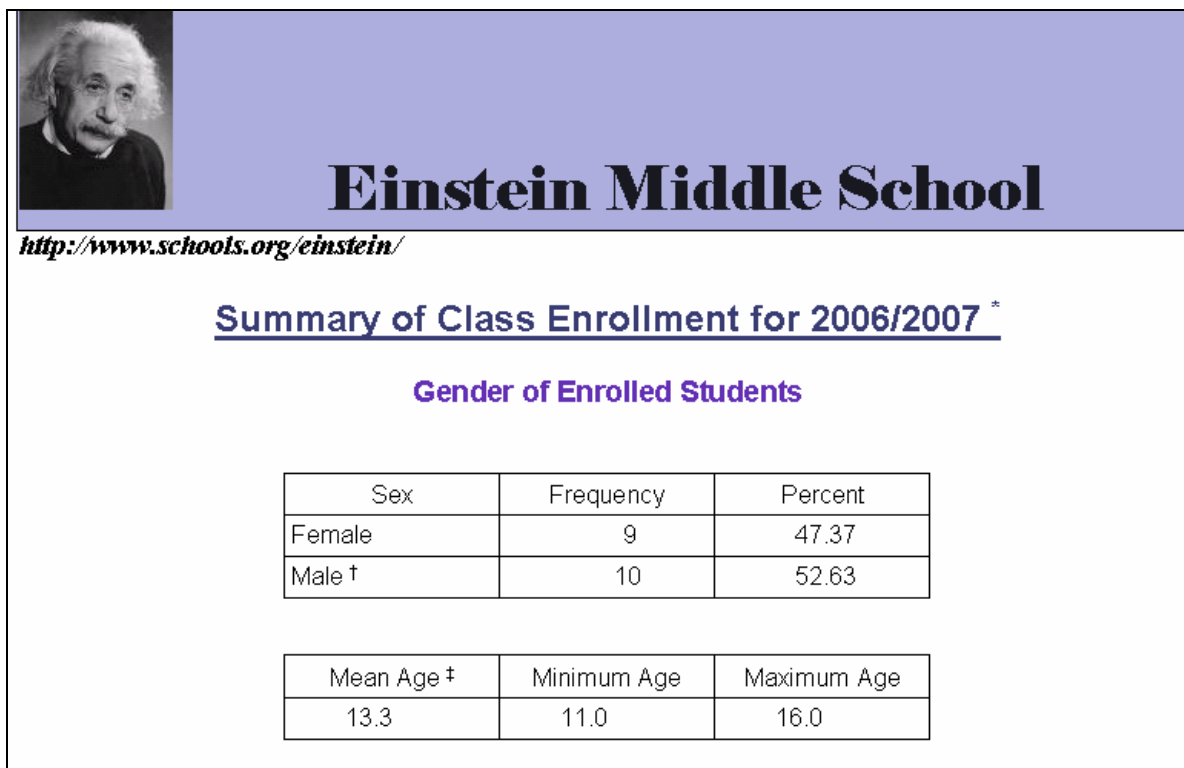 Einstein Middle School
http://www.schools.org/einstein/
Summary of Class Enrollment for 2006/2007 *
Gender of Enrolled Students
Sex Frequency Percent
Female 9 47.37
Male † 10 52.63
Mean Age ‡ Minimum Age Maximum Age
13.3 11.0 16.0